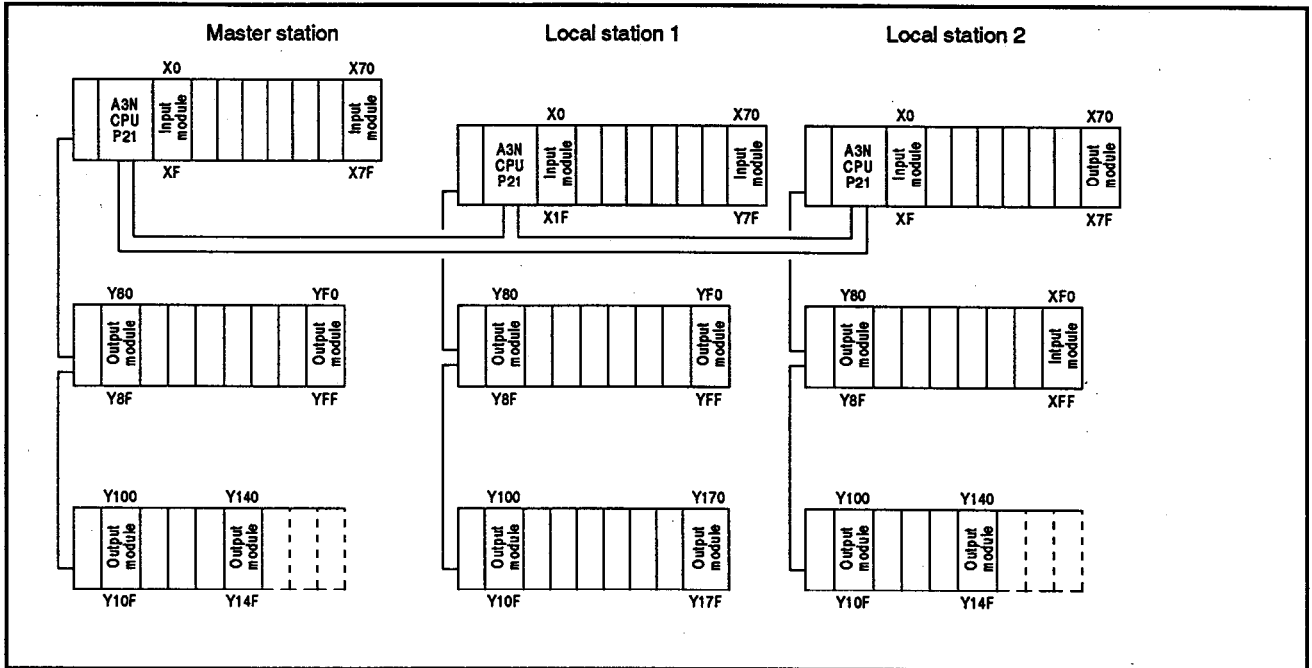 Master station
Local station 1
Local station 2
X0
X70
A3N
CPU
P21
Input
module
Input
module
XF
X7F
X0
X70
A3N
CPU
P21
Input
module
Input
module
X1F
Y7F
X0
X70
A3N
CPU
P21
Input
module
Output
module
XF
X7F
Y80
YF0
Output
module
Output
module
Y8F
YFF
Y80
YF0
Output
module
Output
module
Y8F
YFF
Y80
XF0
Output
module
Intput
module
Y8F
XFF
Y100
Y140
Output
module
Output
module
Y10F
Y14F
Y100
Y170
Output
module
Output
module
Y10F
Y17F
Y100
Y140
Output
module
Output
module
Y10F
Y14F